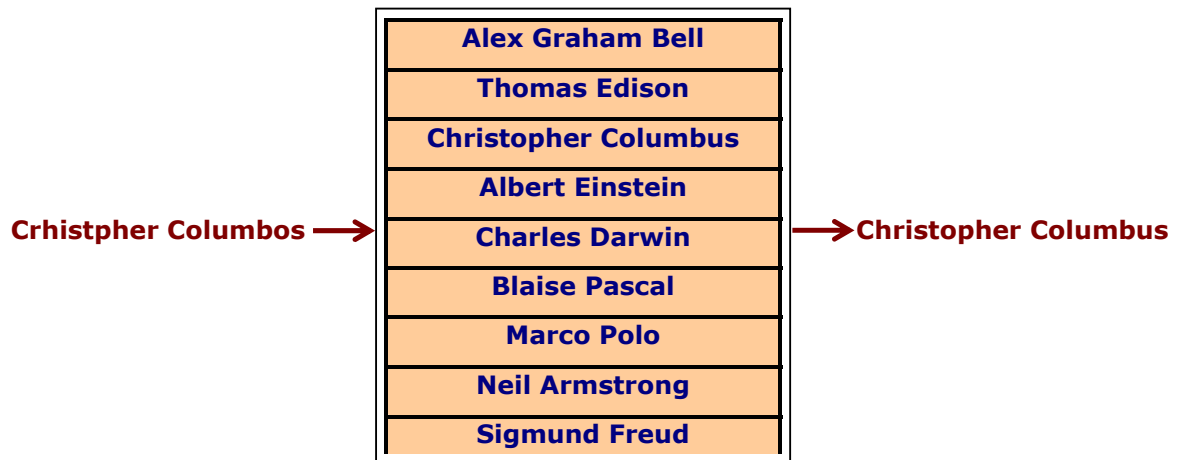 Alex Graham Bell
Thomas Edison
Christopher Columbus
Albert Einstein
Crhistpher Columbos
Charles Darwin
Christopher Columbus
Blaise Pascal
Marco Polo
Neil Armstrong
Sigmund Freud